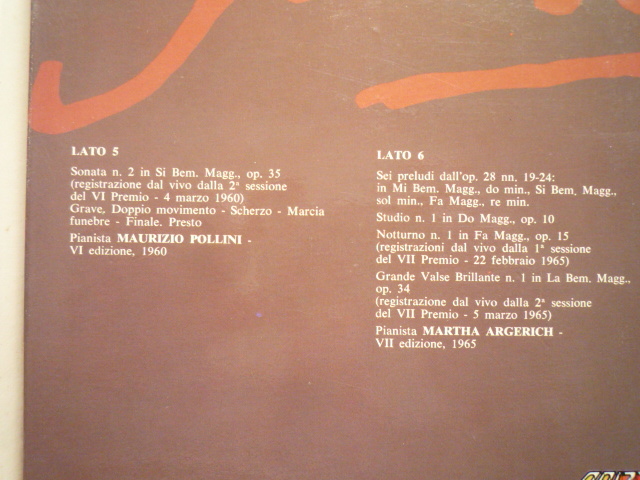 LATO 5
Sonata n. 2 in Si Bem. Magg., op. 35
(registrazione dal vivo dalla 2ª sessione
del VI Premio - 4 marzo 1960)
Grave, Doppio movimento - Scherzo - Marcia
funebre - Finale. Presto
Pianista MAURIZIO POLLINI -
VI edizione, 1960
LATO 6
Sei preludi dall'op. 28 nn. 19-24:
in Mi Bem. Magg., do min., Si Bem. Magg.,
sol min., Fa Magg., re min.
Studio n. 1 in Do Magg., op. 10
Notturno n. 1 in Fa Magg., op. 15
(registrazioni dal vivo dalla 1ª sessione
del VII Premio - 22 febbraio 1965)
Grande Valse Brillante n. 1 in La Bem. Magg.,
op. 34
(registrazione dal vivo dalla 2ª sessione
del VII Premio - 5 marzo 1965)
Pianista MARTHA ARGERICH -
VII edizione, 1965